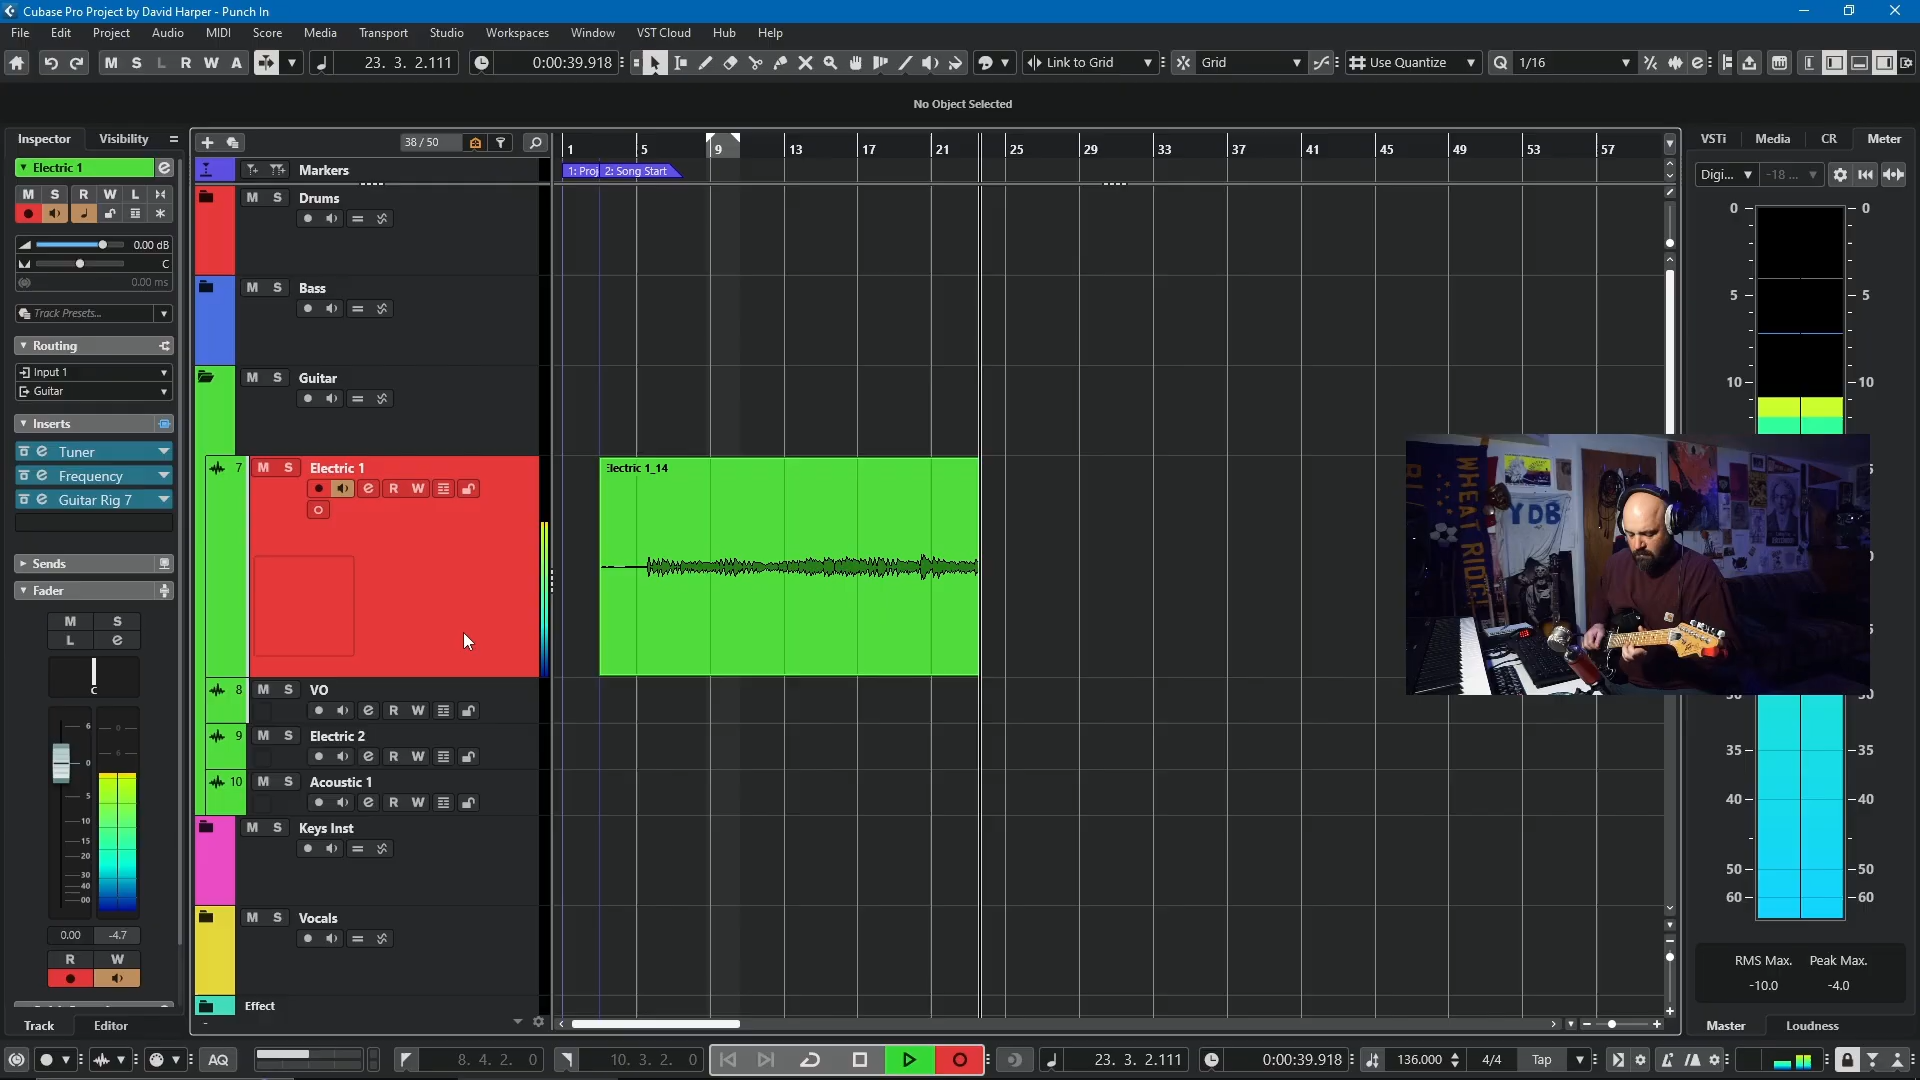 Cubase Pro Project by David Harper - Punch In
File Edit Project Audio MIDI Score Media Transport Studio Workspaces Window VST Cloud Hub Help
M S L R W A 23. 3. 2.111 0:00:39.918 Link to Grid Grid Use Quantize Q 1/16
No Object Selected
Inspector Visibility 38 / 50 1 5 9 13 17 21 25 29 33 37 41 45 49 53 57 VSTi Media CR Meter
Electric 1
Markers
1: Proj 2: Song Start
Digi... -18 ...
M S R W L
0.00 dB
C
0.00 ms
Track Presets...
Routing
Input 1
Guitar
Inserts
Tuner
Frequency
Guitar Rig 7
Sends
Fader
M S
L e
C
6
0
5
10
15
20
30
40
00
0
6
0.00 -4.7
R W
Track Editor
M S Drums
M S Bass
M S Guitar
7 M S Electric 1
e R W
Electric 1_14
8 M S VO
e R W
9 M S Electric 2
e R W
10 M S Acoustic 1
e R W
M S Keys Inst
M S Vocals
Effect
WHEAT RIOT
YDB
0 0
5 5
10 10
35 35
40 40
50 50
60 60
RMS Max. Peak Max.
-10.0 -4.0
Master Loudness
AQ 8. 4. 2. 0 10. 3. 2. 0 23. 3. 2.111 0:00:39.918 136.000 4/4 Tap